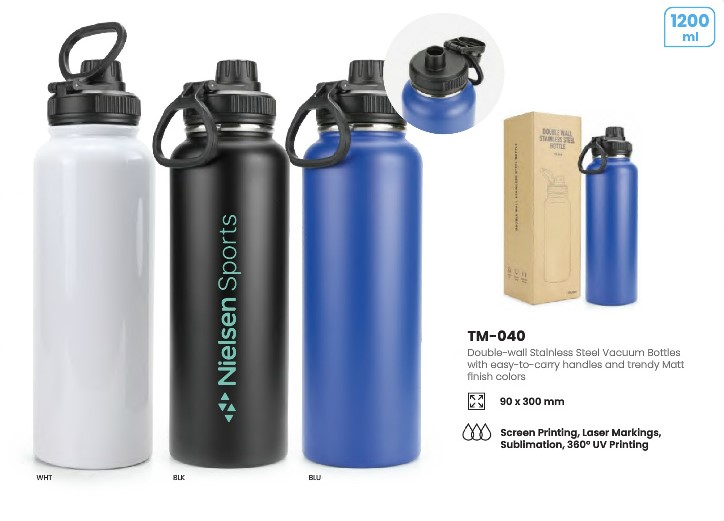 1200
ml
Nielsen Sports
DOUBLE WALL
STAINLESS STEEL
BOTTLE
TM-040
Double-wall Stainless Steel Vacuum Bottles
with easy-to-carry handles and trendy Matt
finish colors
90 x 300 mm
Screen Printing, Laser Markings,
Sublimation, 360° UV Printing
WHT
BLK
BLU